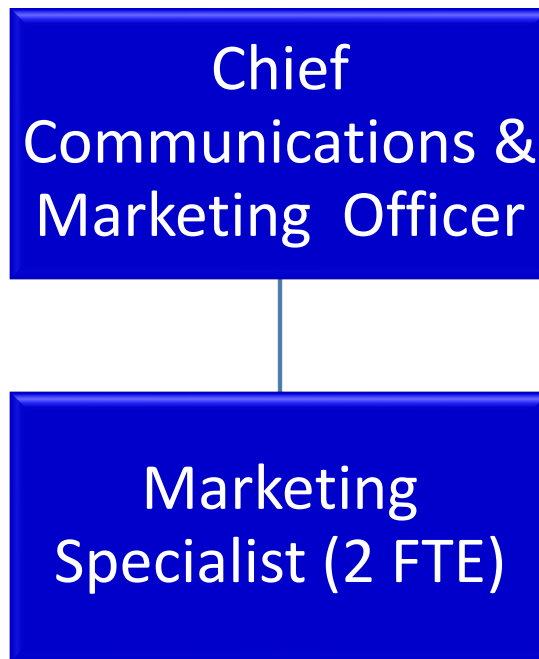 Chief
Communications &
Marketing  Officer
Marketing
Specialist (2 FTE)